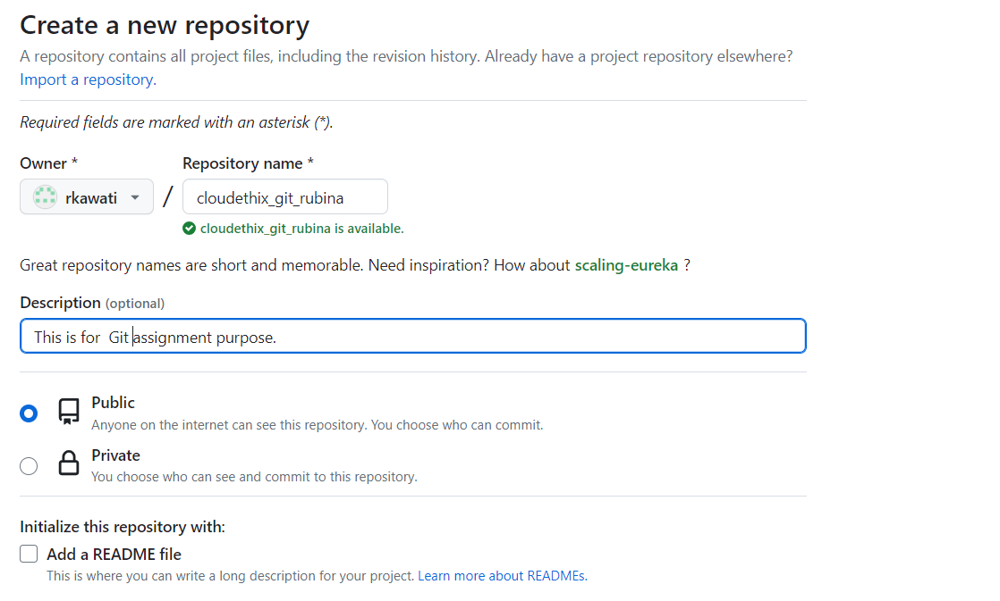 Create a new repository
A repository contains all project files, including the revision history. Already have a project repository elsewhere?
Import a repository.
Required fields are marked with an asterisk (*).
Owner *
Repository name *
rkawati
/
cloudethix_git_rubina
cloudethix_git_rubina is available.
Great repository names are short and memorable. Need inspiration? How about scaling-eureka ?
Description (optional)
This is for  Git assignment purpose.
Public
Anyone on the internet can see this repository. You choose who can commit.
Private
You choose who can see and commit to this repository.
Initialize this repository with:
Add a README file
This is where you can write a long description for your project. Learn more about READMEs.